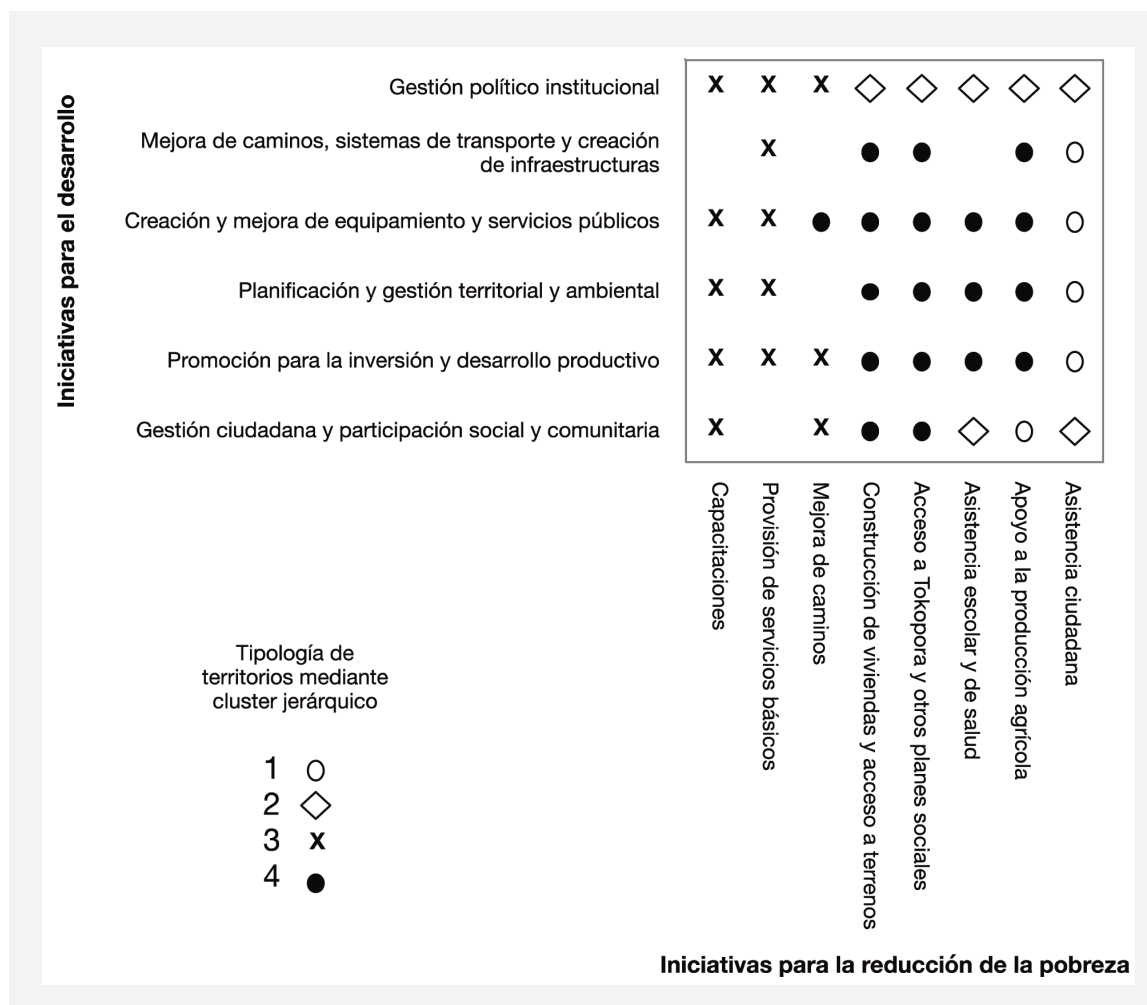 Iniciativas para el desarrollo
Gestión político institucional
Mejora de caminos, sistemas de transporte y creación
de infraestructuras
Creación y mejora de equipamiento y servicios públicos
Planificación y gestión territorial y ambiental
Promoción para la inversión y desarrollo productivo
Gestión ciudadana y participación social y comunitaria
Capacitaciones
Provisión de servicios básicos
Mejora de caminos
Construcción de viviendas y acceso a terrenos
Acceso a Tokopora y otros planes sociales
Asistencia escolar y de salud
Apoyo a la producción agrícola
Asistencia ciudadana
Tipología de
territorios mediante
cluster jerárquico
1
2
3
4
Iniciativas para la reducción de la pobreza